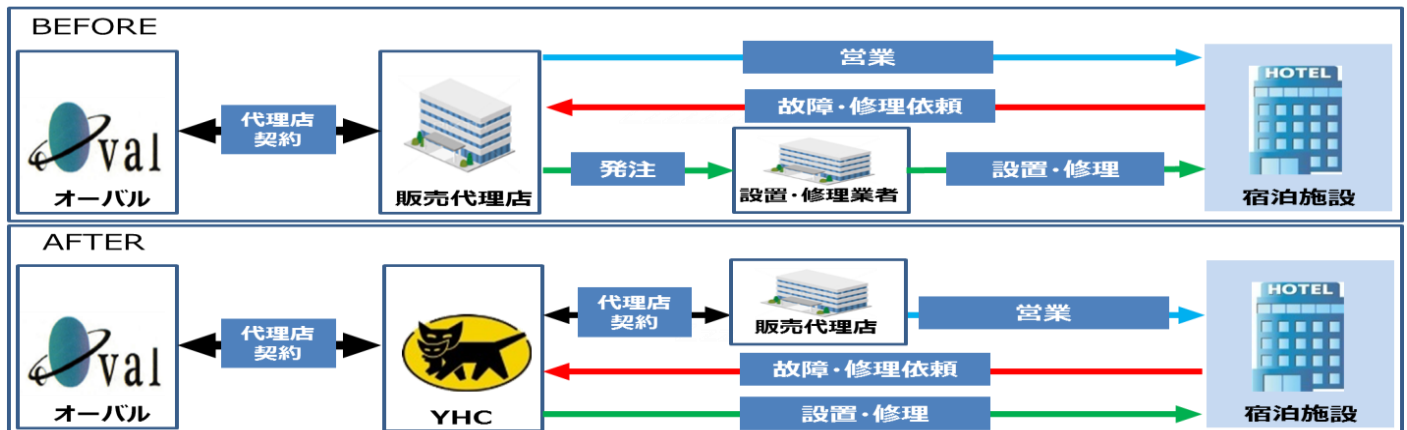 BEFORE
Oval
オーバル
代理店
契約
販売代理店
営業
故障・修理依頼
発注
設置・修理業者
設置・修理
HOTEL
宿泊施設
AFTER
Oval
オーバル
代理店
契約
YHC
代理店
契約
販売代理店
営業
故障・修理依頼
設置・修理
HOTEL
宿泊施設